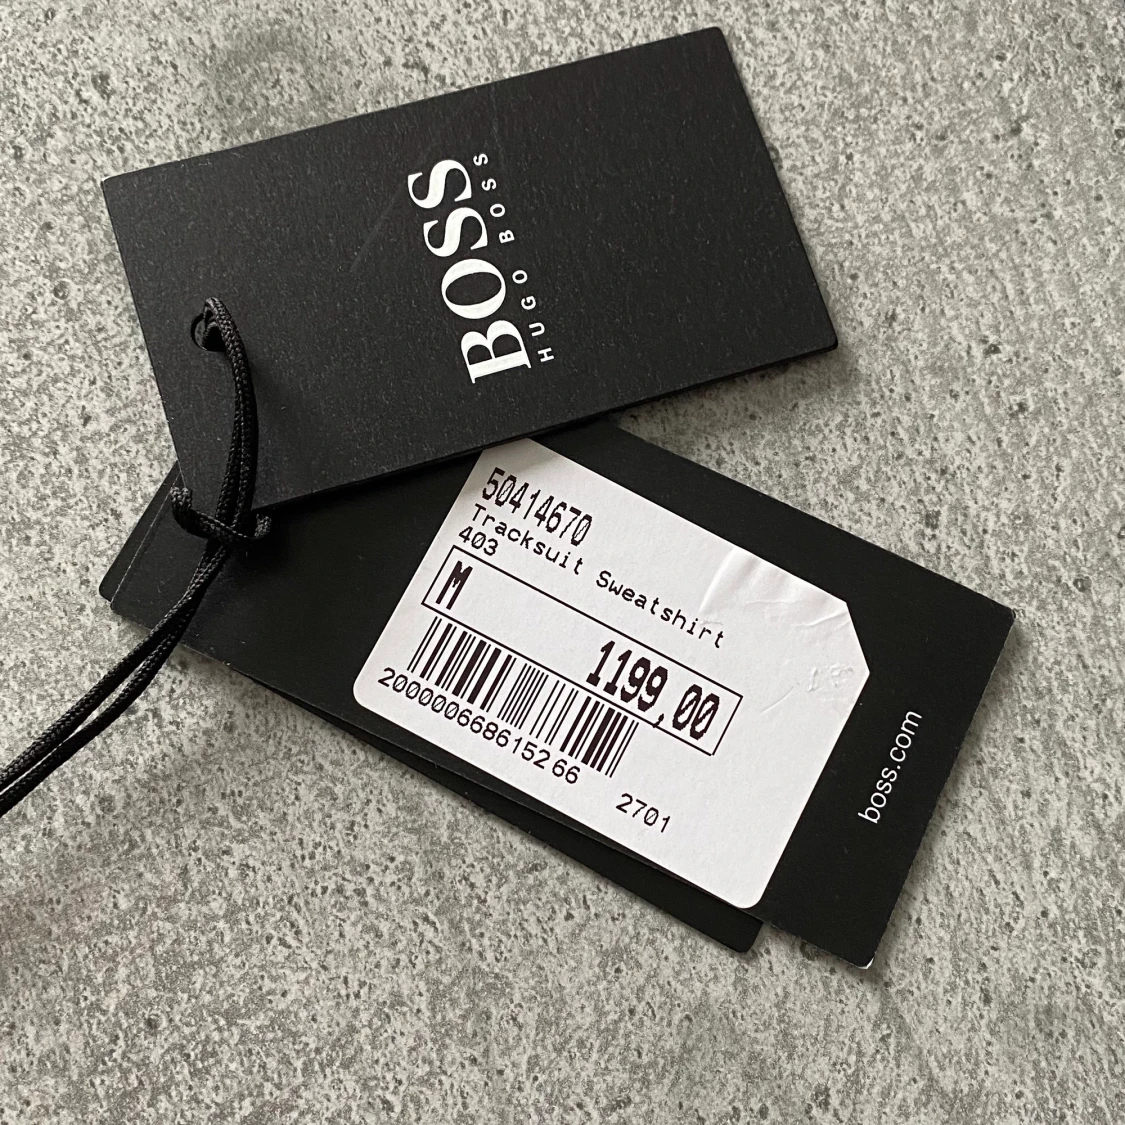 BOSS
HUGO BOSS
50414670
Tracksuit Sweatshirt
403
M
1199,00
2000006686152 66
2701
boss.com